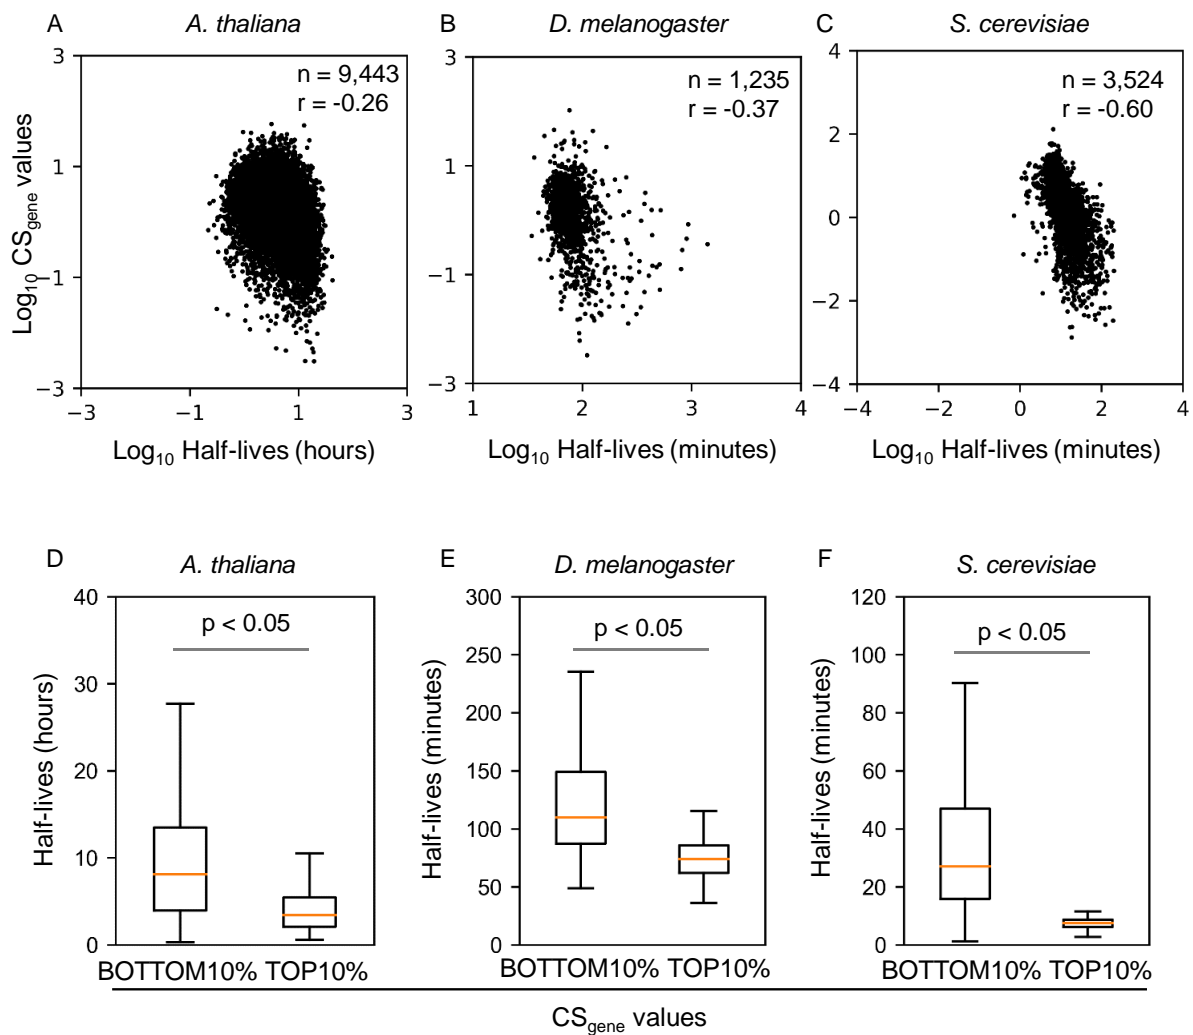 A A. thaliana
B D. melanogaster
C S. cerevisiae
n = 9,443
r = -0.26
n = 1,235
r = -0.37
n = 3,524
r = -0.60
Log10 CSgene values
3
1
−1
−3
−3 −1 1 3
3
1
−1
−3
1 2 3 4
4
2
0
−2
−4
−4 −2 0 2 4
Log10 Half-lives (hours)
Log10 Half-lives (minutes)
Log10 Half-lives (minutes)
D A. thaliana
E D. melanogaster
F S. cerevisiae
Half-lives (hours)
40
30
20
10
0
p < 0.05
BOTTOM10% TOP10%
Half-lives (minutes)
300
250
200
150
100
50
0
p < 0.05
BOTTOM10% TOP10%
Half-lives (minutes)
120
100
80
60
40
20
0
p < 0.05
BOTTOM10% TOP10%
CSgene values